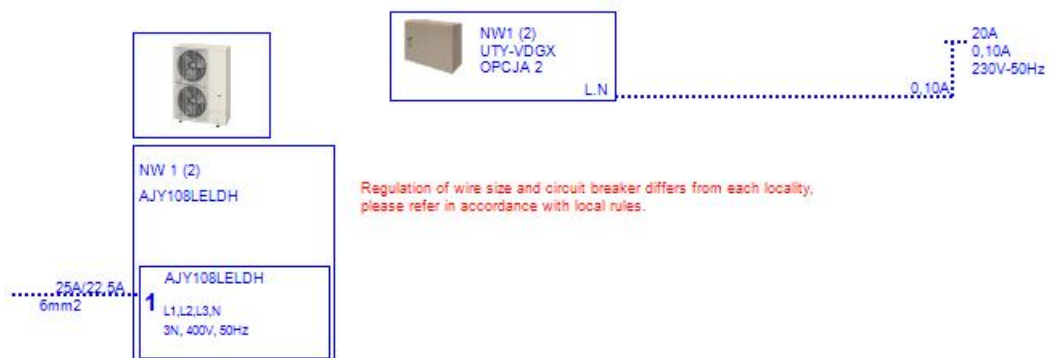 NW1 (2)
UTY-VDGX
OPCJA 2
L.N
0,10A
20A
0,10A
230V-50Hz
NW 1 (2)
AJY108LELDH
Regulation of wire size and circuit breaker differs from each locality,
please refer in accordance with local rules.
25A/22,5A
6mm2
AJY108LELDH
1
L1,L2,L3,N
3N, 400V, 50Hz